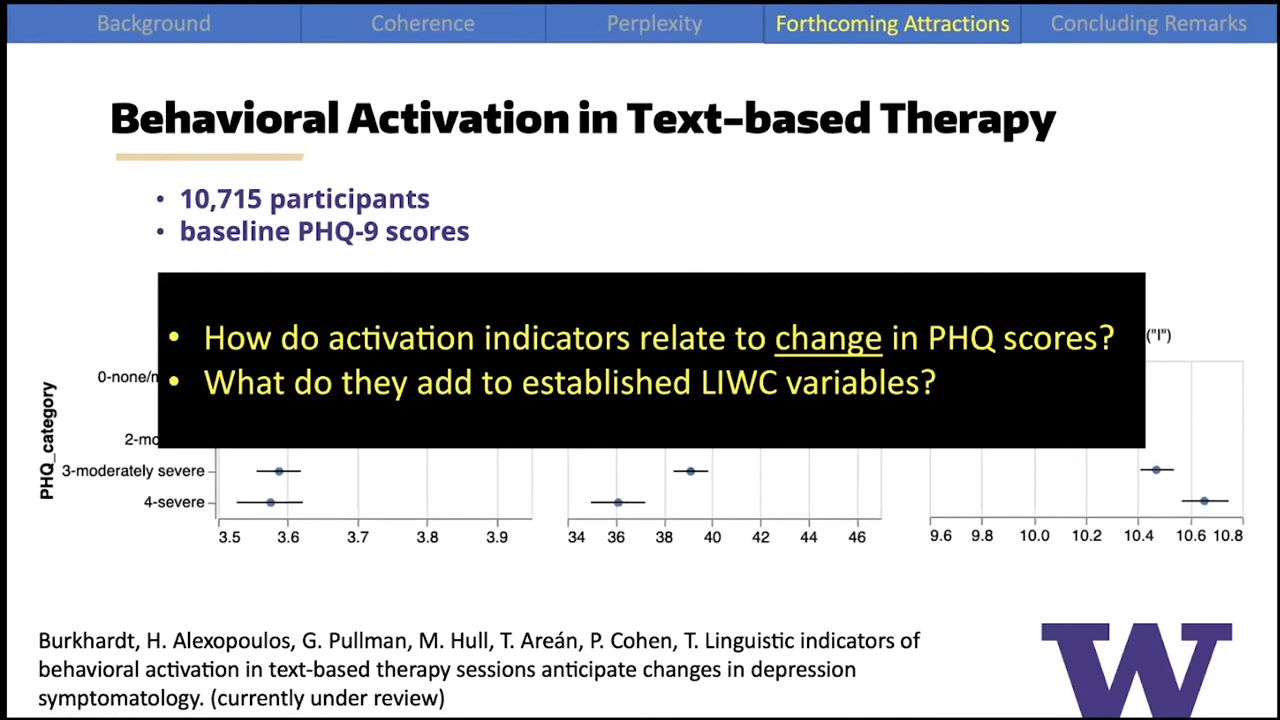 Background Coherence Perplexity Forthcoming Attractions Concluding Remarks
Behavioral Activation in Text-based Therapy
• 10,715 participants
• baseline PHQ-9 scores
• How do activation indicators relate to change in PHQ scores?
• What do they add to established LIWC variables?
("I")
PHQ_category
0-none/
2-mo
3-moderately severe
4-severe
3.5 3.6 3.7 3.8 3.9
34 36 38 40 42 44 46
9.6 9.8 10.0 10.2 10.4 10.6 10.8
Burkhardt, H. Alexopoulos, G. Pullman, M. Hull, T. Areán, P. Cohen, T. Linguistic indicators of
behavioral activation in text-based therapy sessions anticipate changes in depression
symptomatology. (currently under review)
W